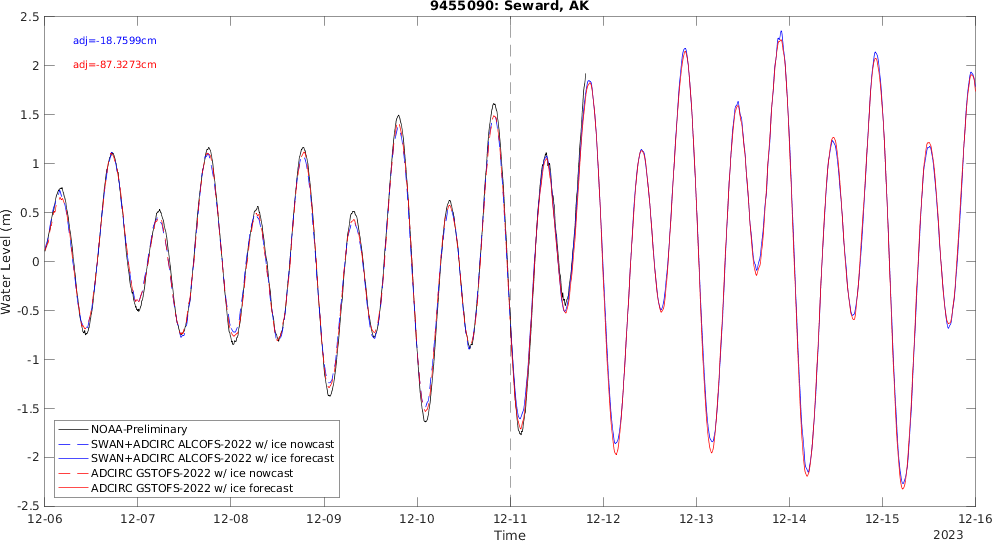 9455090: Seward, AK
adj=-18.7599cm
adj=-87.3273cm
Water Level (m)
2.5
2
1.5
1
0.5
0
-0.5
-1
-1.5
-2
-2.5
NOAA-Preliminary
SWAN+ADCIRC ALCOFS-2022 w/ ice nowcast
SWAN+ADCIRC ALCOFS-2022 w/ ice forecast
ADCIRC GSTOFS-2022 w/ ice nowcast
ADCIRC GSTOFS-2022 w/ ice forecast
12-06 12-07 12-08 12-09 12-10 12-11 12-12 12-13 12-14 12-15 12-16
Time
2023